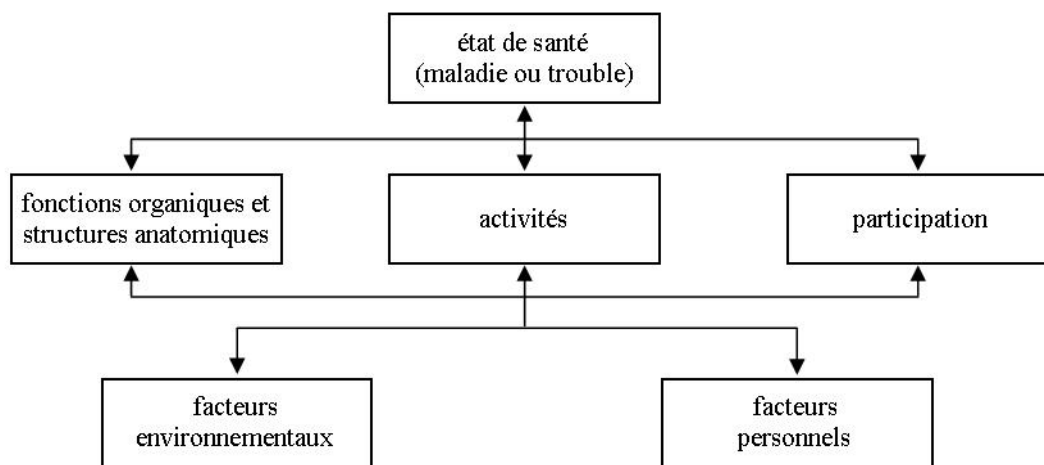 état de santé
(maladie ou trouble)
fonctions organiques et
structures anatomiques
activités
participation
facteurs
environnementaux
facteurs
personnels